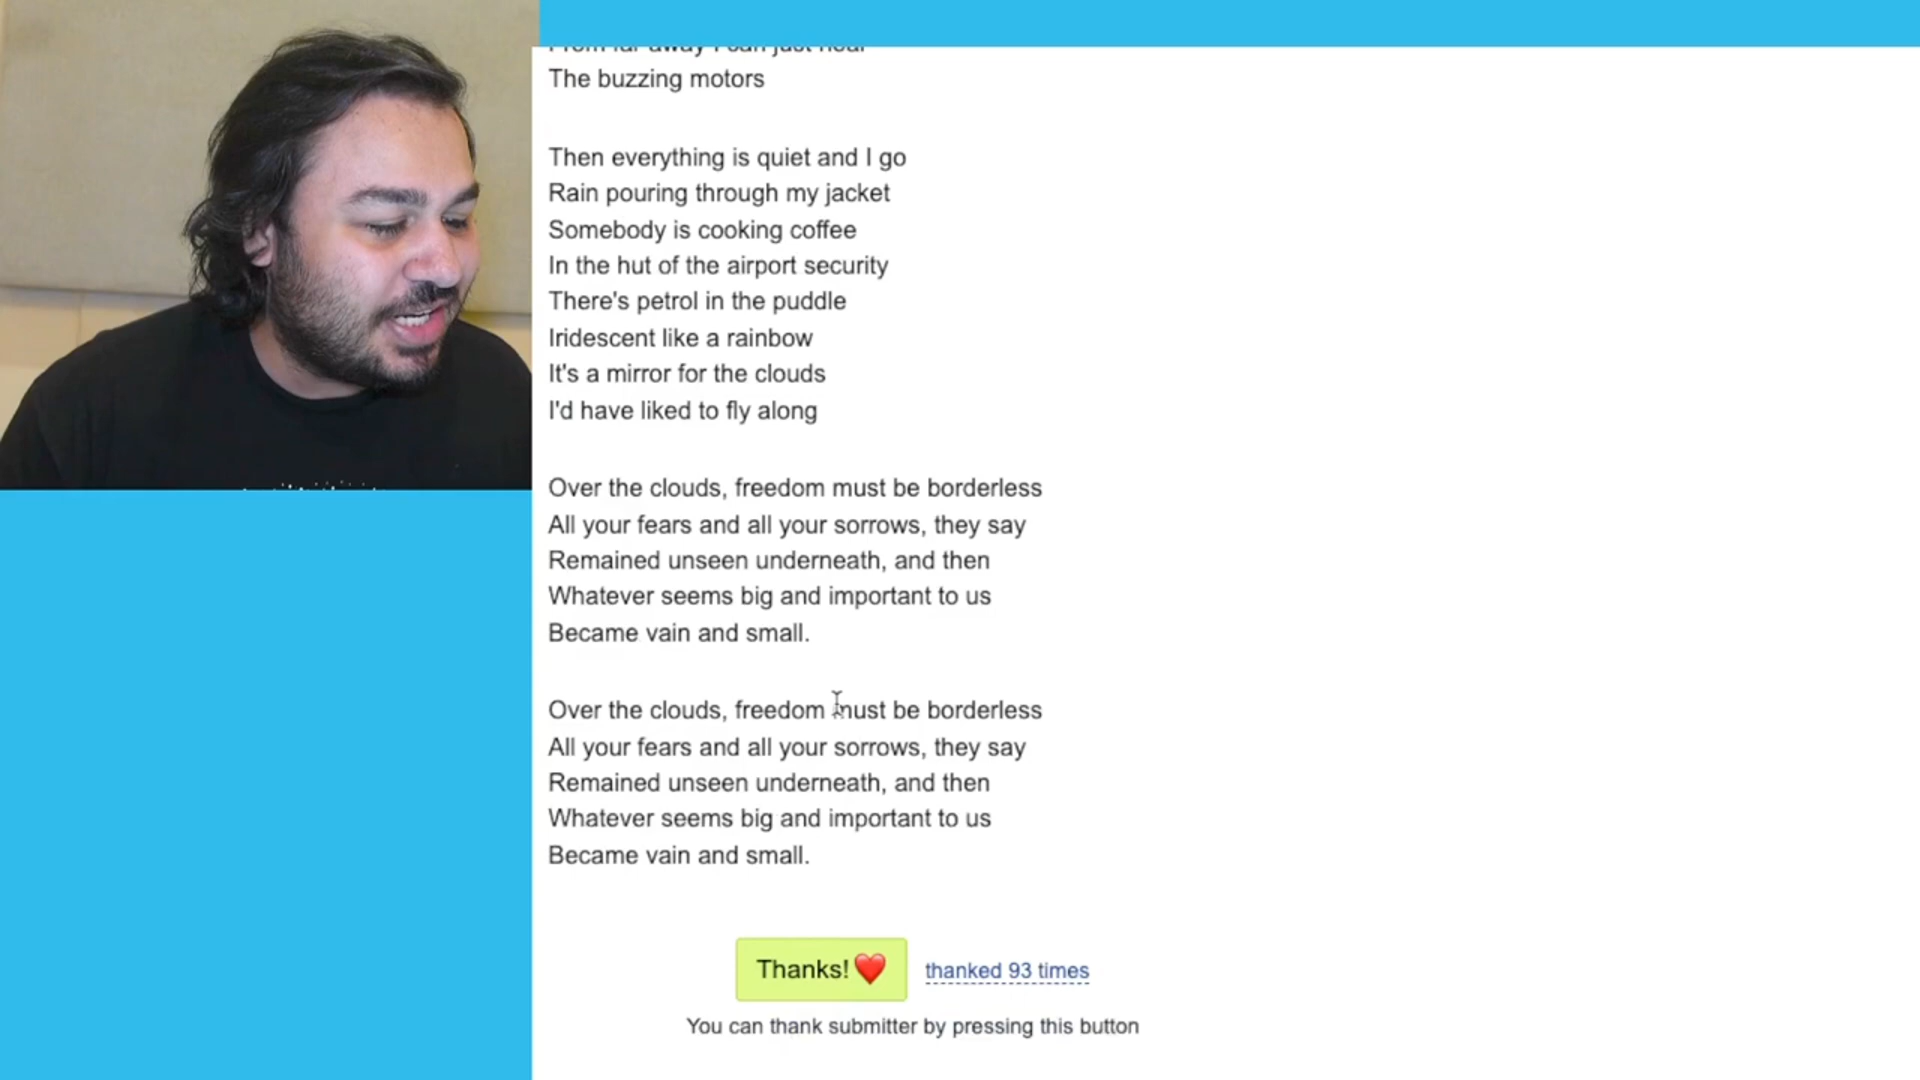 From far away I can just hear
The buzzing motors
Then everything is quiet and I go
Rain pouring through my jacket
Somebody is cooking coffee
In the hut of the airport security
There's petrol in the puddle
Iridescent like a rainbow
It's a mirror for the clouds
I'd have liked to fly along
Over the clouds, freedom must be borderless
All your fears and all your sorrows, they say
Remained unseen underneath, and then
Whatever seems big and important to us
Became vain and small.
Over the clouds, freedom must be borderless
All your fears and all your sorrows, they say
Remained unseen underneath, and then
Whatever seems big and important to us
Became vain and small.
Thanks!❤
thanked 93 times
You can thank submitter by pressing this button